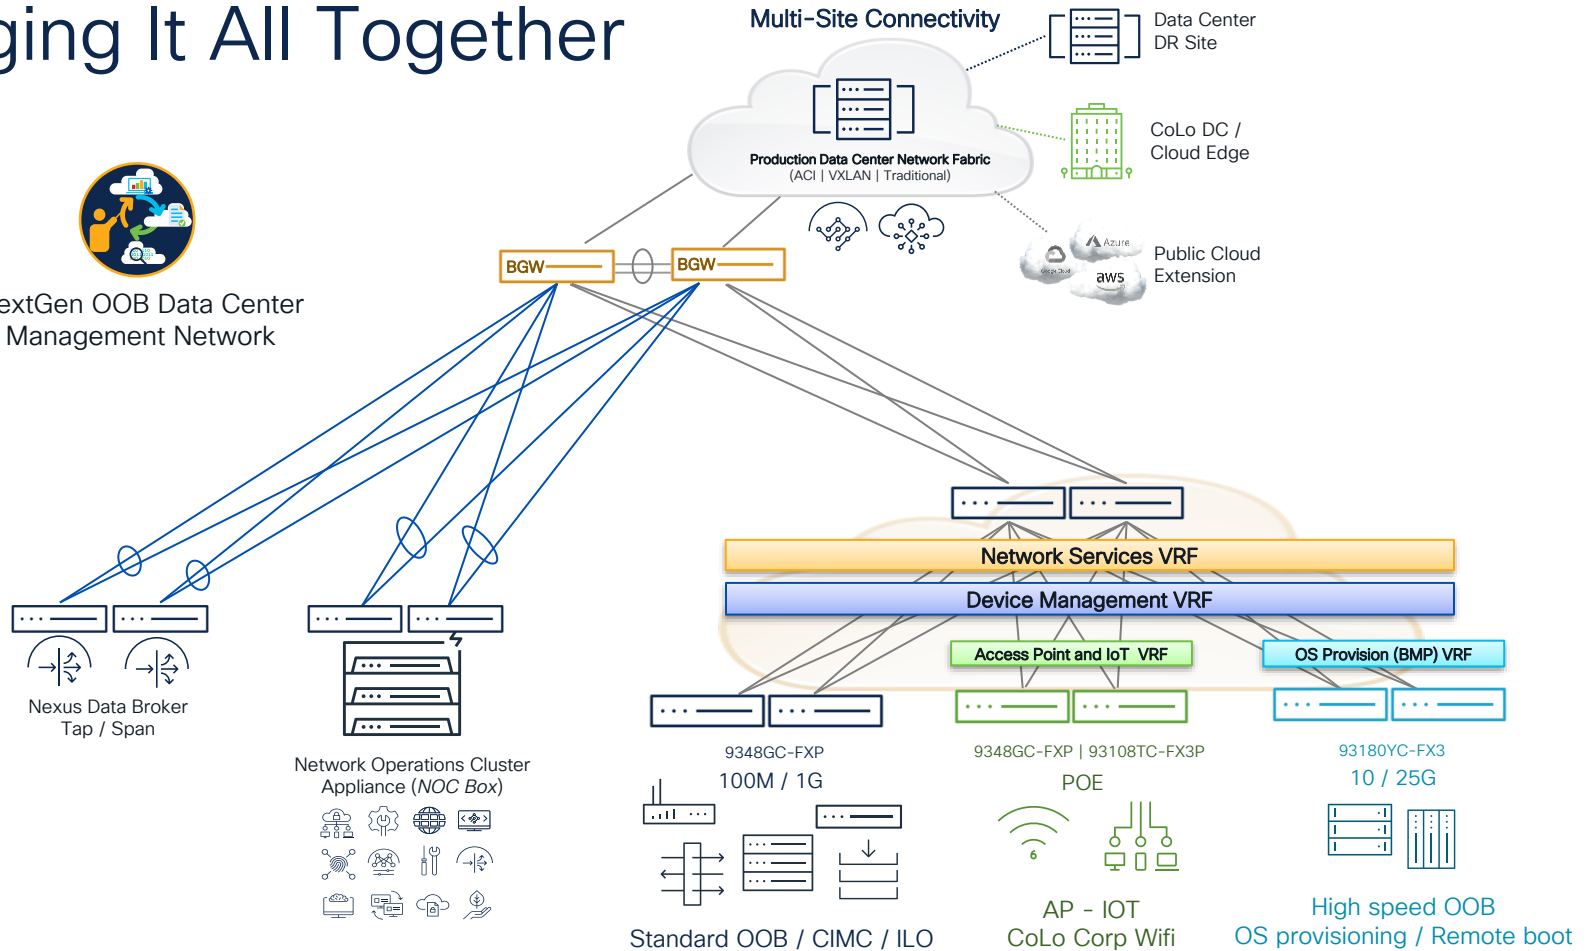 ging It All Together
Multi-Site Connectivity
Data Center
DR Site
Production Data Center Network Fabric
(ACI | VXLAN | Traditional)
CoLo DC /
Cloud Edge
Google Cloud
Azure
aws
Public Cloud
Extension
BGW
BGW
extGen OOB Data Center
Management Network
Network Services VRF
Device Management VRF
Access Point and IoT VRF
OS Provision (BMP) VRF
Nexus Data Broker
Tap / Span
Network Operations Cluster
Appliance (NOC Box)
9348GC-FXP
100M / 1G
Standard OOB / CIMC / ILO
9348GC-FXP | 93108TC-FX3P
POE
6
AP - IOT
CoLo Corp Wifi
93180YC-FX3
10 / 25G
High speed OOB
OS provisioning / Remote boot